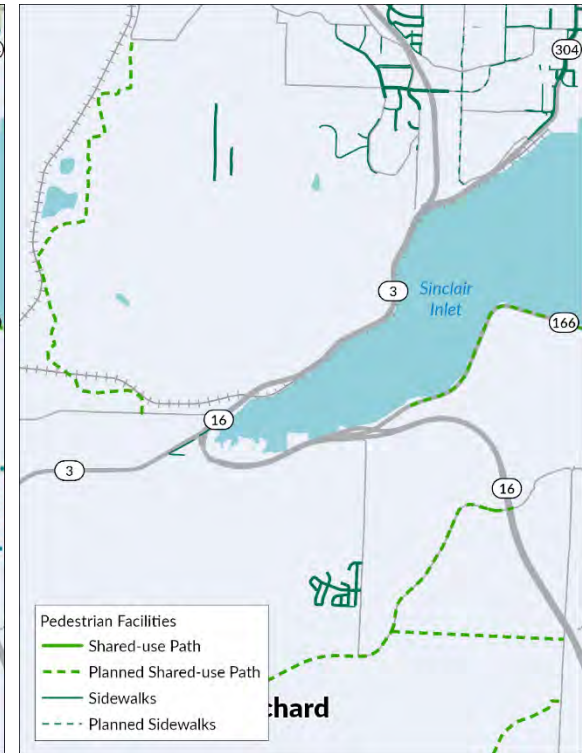 304
3
Sinclair
Inlet
166
16
3
16
Pedestrian Facilities
Shared-use Path
Planned Shared-use Path
Sidewalks
Planned Sidewalks
chard